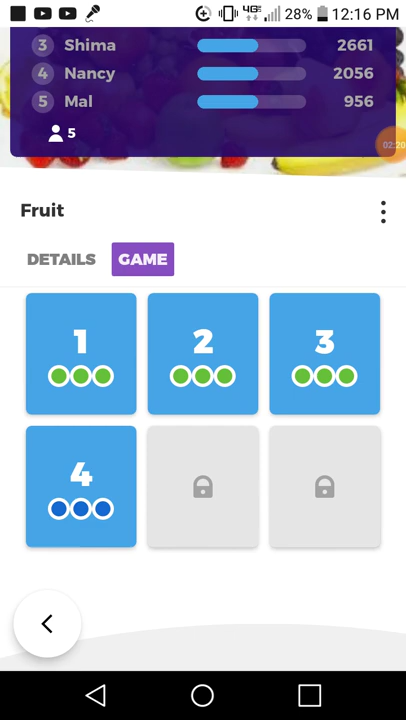 4GE 28% 12:16 PM
3 Shima 2661
4 Nancy 2056
5 Mal 956
5
02:20
Fruit
DETAILS GAME
1 2 3
4